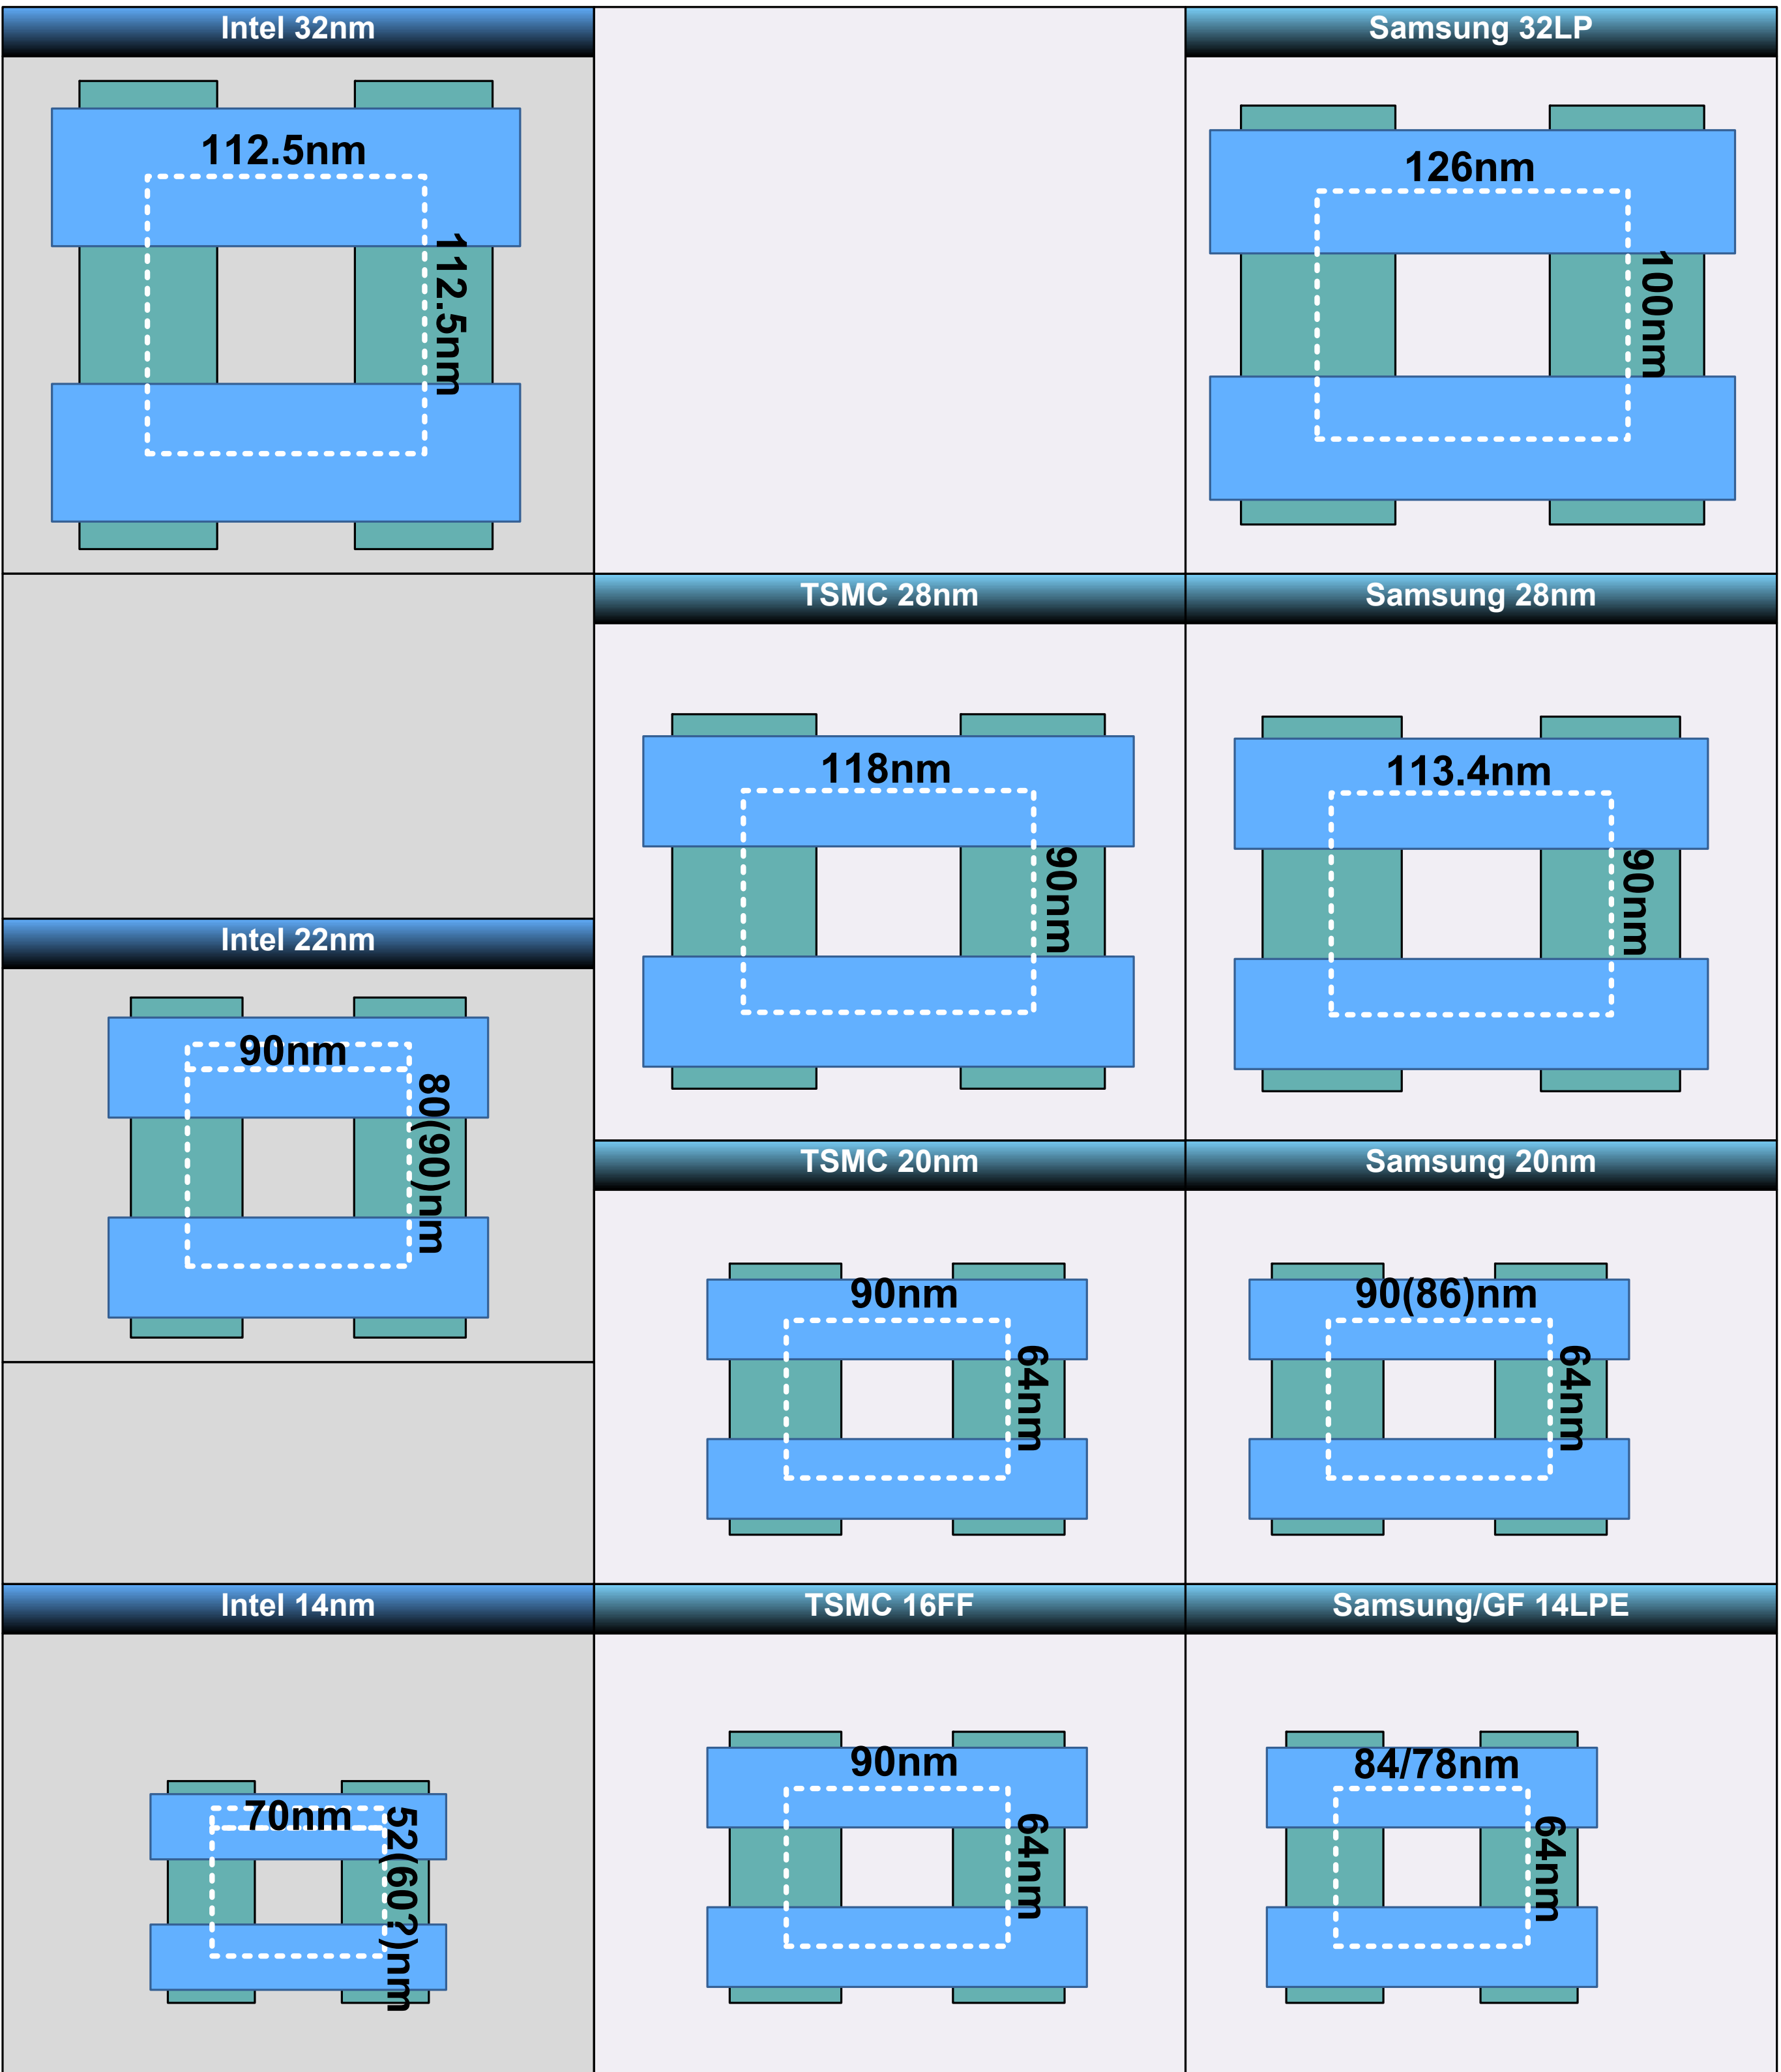 Intel 32nm
Samsung 32LP
112.5nm
112.5nm
126nm
100nm
TSMC 28nm
Samsung 28nm
118nm
90nm
113.4nm
90nm
Intel 22nm
90nm
80(90)nm
TSMC 20nm
Samsung 20nm
90nm
64nm
90(86)nm
64nm
Intel 14nm
TSMC 16FF
Samsung/GF 14LPE
70nm
52(60?)nm
90nm
64nm
84/78nm
64nm